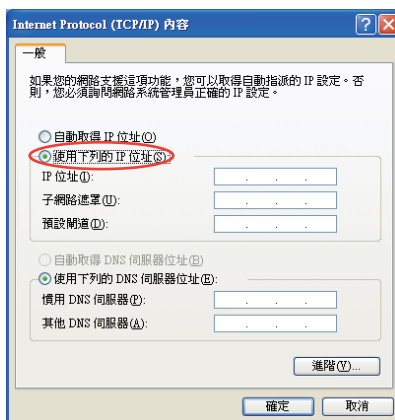 Internet Protocol (TCP/IP) 內容
一般
如果您的網路支援這項功能，您可以取得自動指派的 IP 設定。否
則，您必須詢問網路系統管理員正確的 IP 設定。
自動取得 IP 位址(O)
使用下列的 IP 位址(S):
IP 位址(I):
子網路遮罩(U):
預設閘道(D):
自動取得 DNS 伺服器位址(B)
使用下列的 DNS 伺服器位址(E):
慣用 DNS 伺服器(P):
其他 DNS 伺服器(A):
進階(V)...
確定 取消